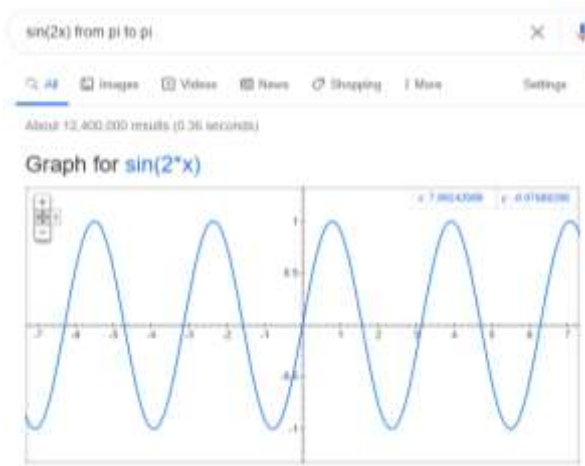 sin(2x) from pi to pi
All Images Videos News Shopping More Settings
About 12,400,000 results (0.36 seconds)
Graph for sin(2*x)
1
0.5
-7 -6 -5 -4 -3 -2 -1 1 2 3 4 5 6 7
-0.5
-1